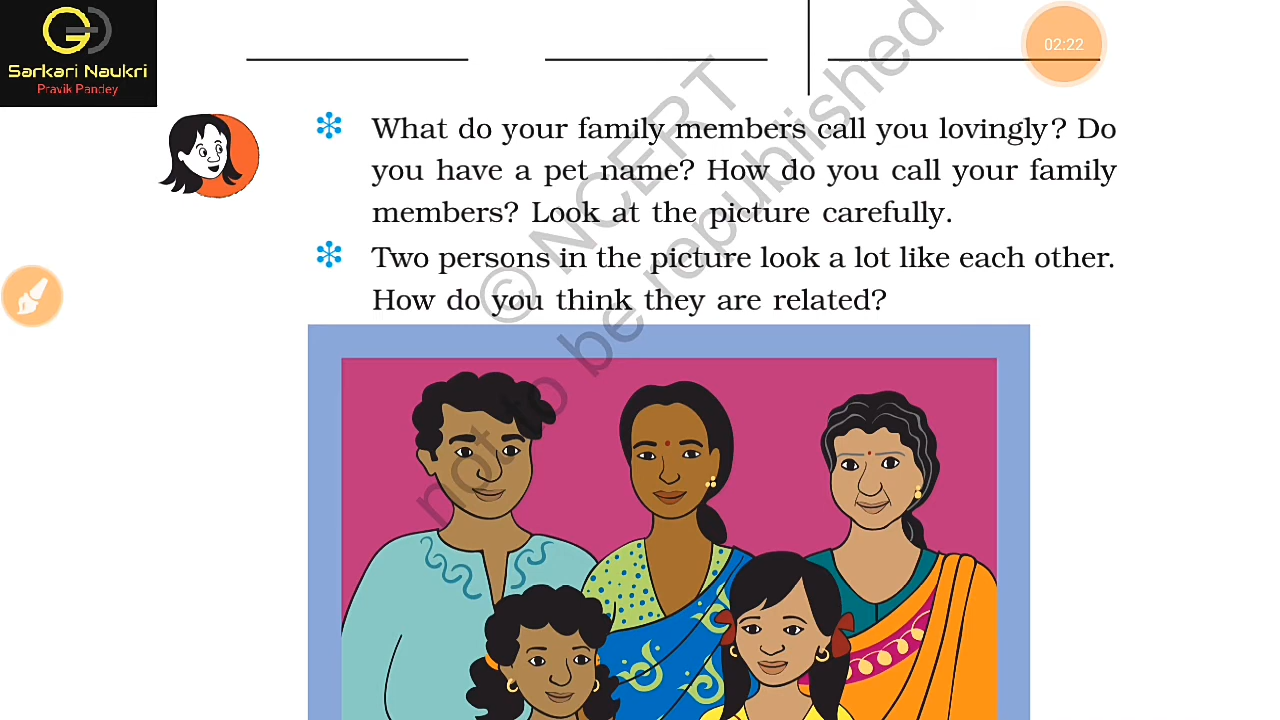 Sarkari Naukri
Pravik Pandey
02:22
What do your family members call you lovingly? Do
you have a pet name? How do you call your family
members? Look at the picture carefully.
Two persons in the picture look a lot like each other.
How do you think they are related?
© NCERT
not to be republished